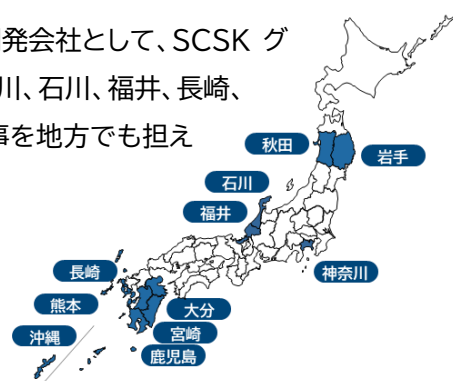 発会社として、SCSK グ
川、石川、福井、長崎、
事を地方でも担え
秋田
岩手
石川
福井
神奈川
長崎
熊本
大分
沖縄
宮崎
鹿児島